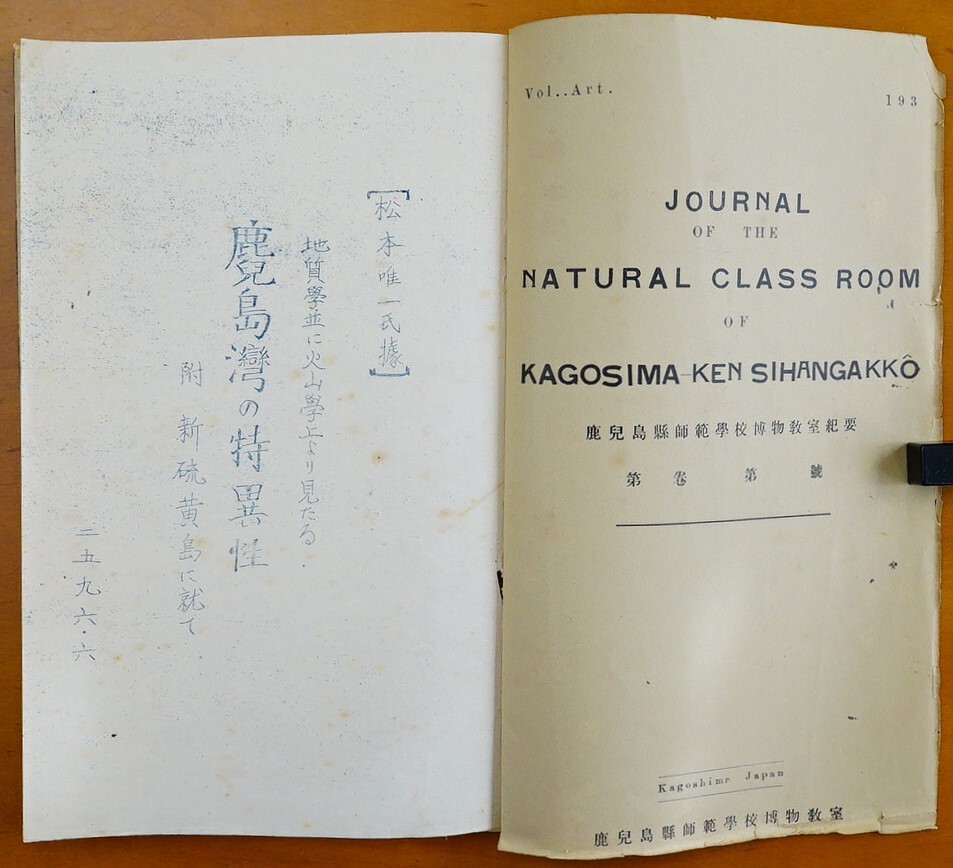 【松本唯一氏據】
地質學並に火山學上より見たる
鹿兒島灣の特異性
附 新硫黄島に就て
二五九六・六
Vol..Art.
193
JOURNAL
OF THE
NATURAL CLASS ROOM
OF
KAGOSIMA-KEN SIHANGAKKÔ
鹿兒島縣師範學校博物教室紀要
第 卷 第 號
Kagoshima Japan
鹿兒島縣師範學校博物教室